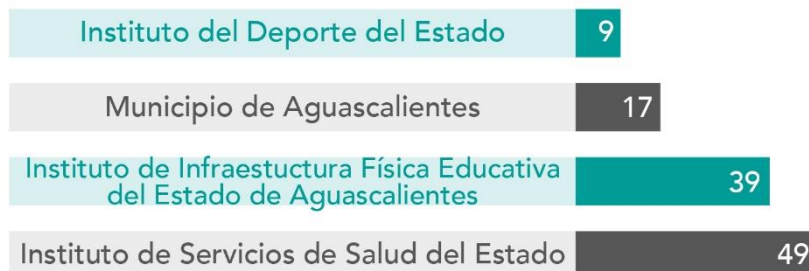 Instituto del Deporte del Estado 9
Municipio de Aguascalientes 17
Instituto de Infraestuctura Física Educativa
del Estado de Aguascalientes 39
Instituto de Servicios de Salud del Estado 49